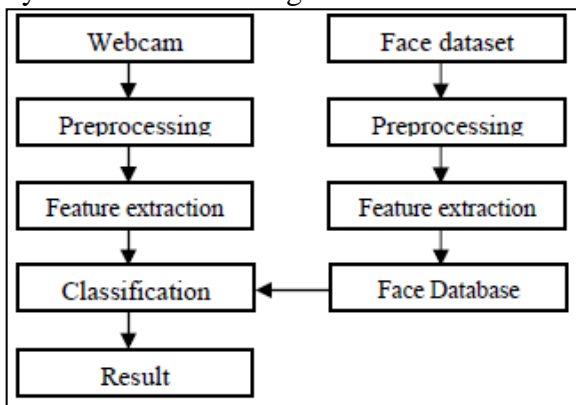 Webcam
Preprocessing
Feature extraction
Classification
Result
Face dataset
Preprocessing
Feature extraction
Face Database